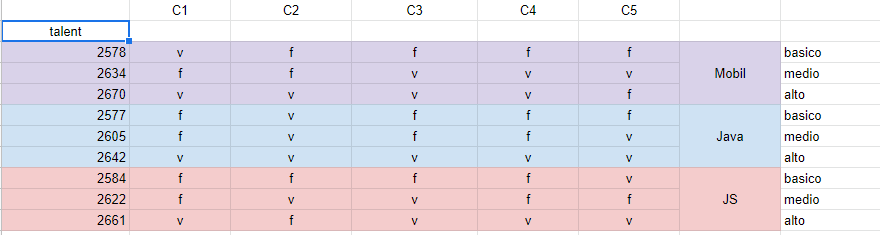 C1 C2 C3 C4 C5
talent
2578 v f f f f basico
2634 f f v v v Mobil medio
2670 v v v v f alto
2577 f v f f f basico
2605 f f f f v Java medio
2642 v v v v v alto
2584 f f f f v basico
2622 f v v f f JS medio
2661 v f v v v alto